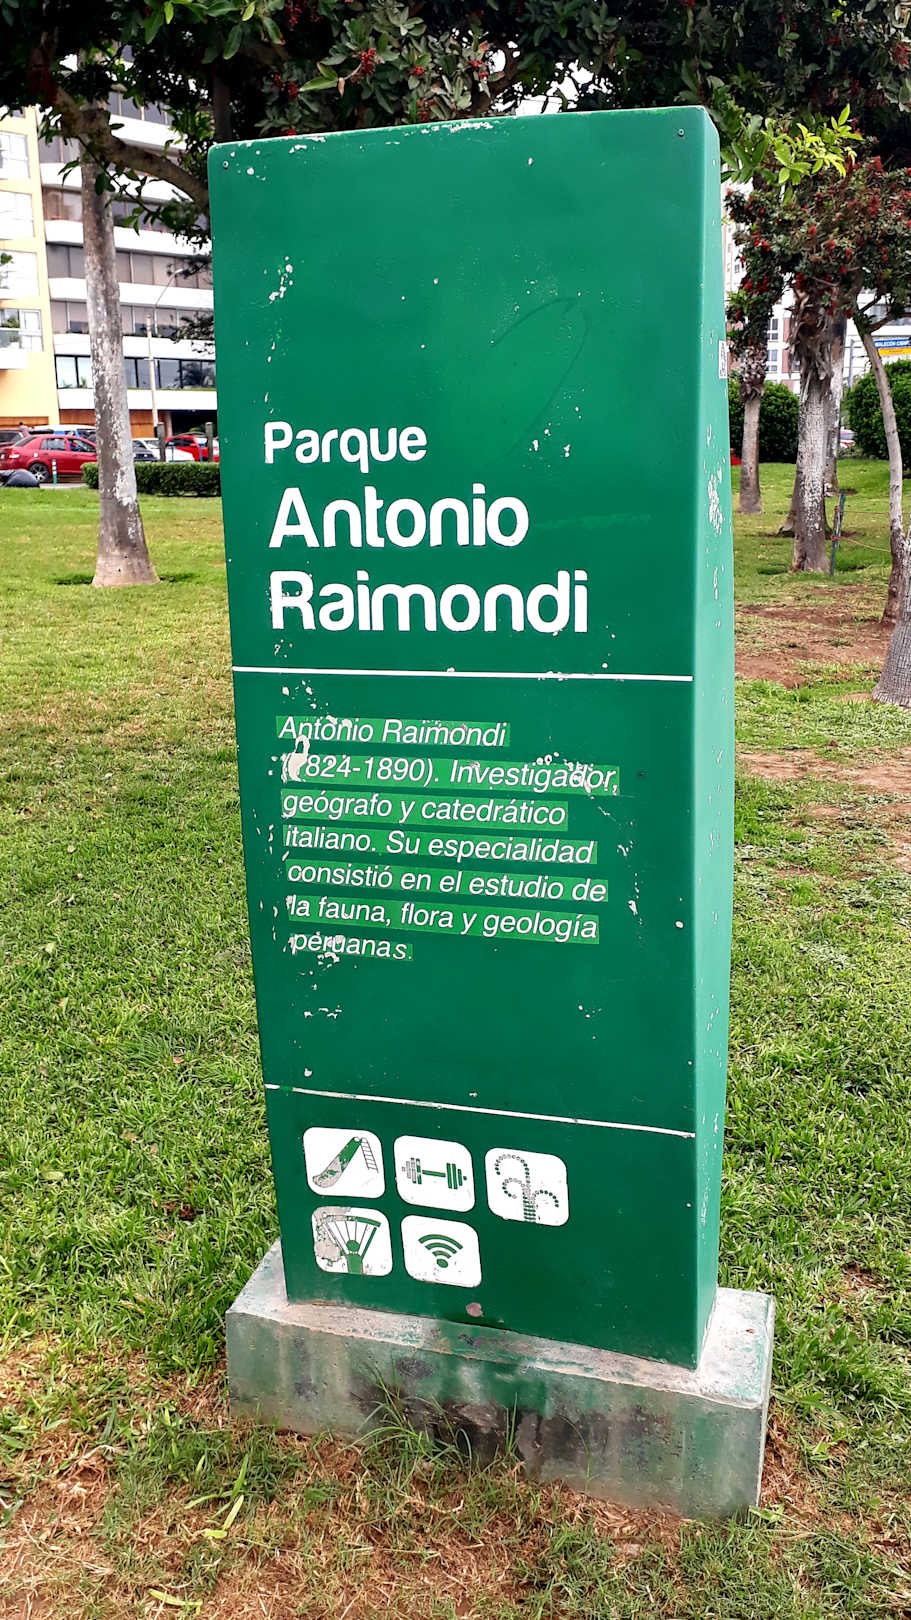 Parque
Antonio
Raimondi
Antonio Raimondi
(1824-1890). Investigador,
geógrafo y catedrático
italiano. Su especialidad
consistió en el estudio de
la fauna, flora y geología
peruanas.